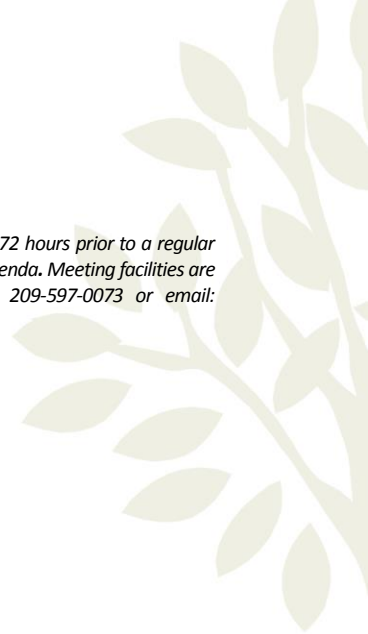 72 hours prior to a regular
enda. Meeting facilities are
209-597-0073 or email: